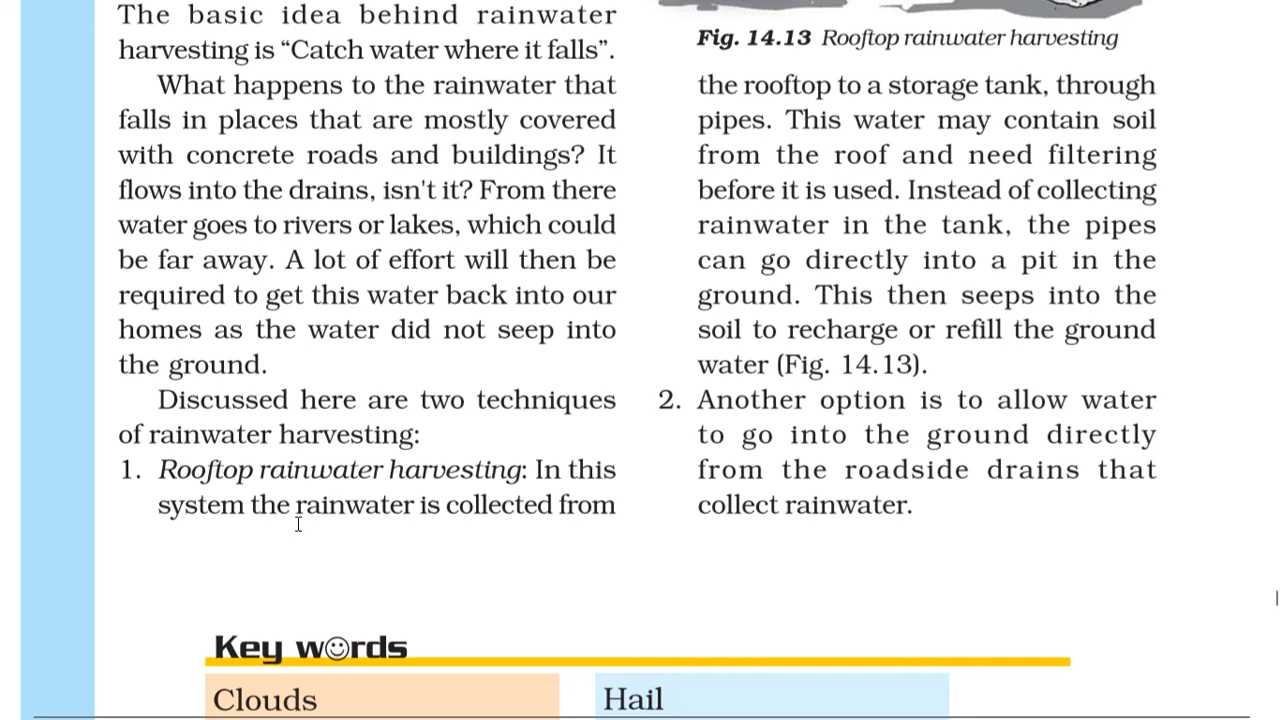 The basic idea behind rainwater
harvesting is “Catch water where it falls”.
What happens to the rainwater that
falls in places that are mostly covered
with concrete roads and buildings? It
flows into the drains, isn't it? From there
water goes to rivers or lakes, which could
be far away. A lot of effort will then be
required to get this water back into our
homes as the water did not seep into
the ground.
Discussed here are two techniques
of rainwater harvesting:
1. Rooftop rainwater harvesting: In this
system the rainwater is collected from
Fig. 14.13 Rooftop rainwater harvesting
the rooftop to a storage tank, through
pipes. This water may contain soil
from the roof and need filtering
before it is used. Instead of collecting
rainwater in the tank, the pipes
can go directly into a pit in the
ground. This then seeps into the
soil to recharge or refill the ground
water (Fig. 14.13).
2. Another option is to allow water
to go into the ground directly
from the roadside drains that
collect rainwater.
Key words
Clouds
Hail